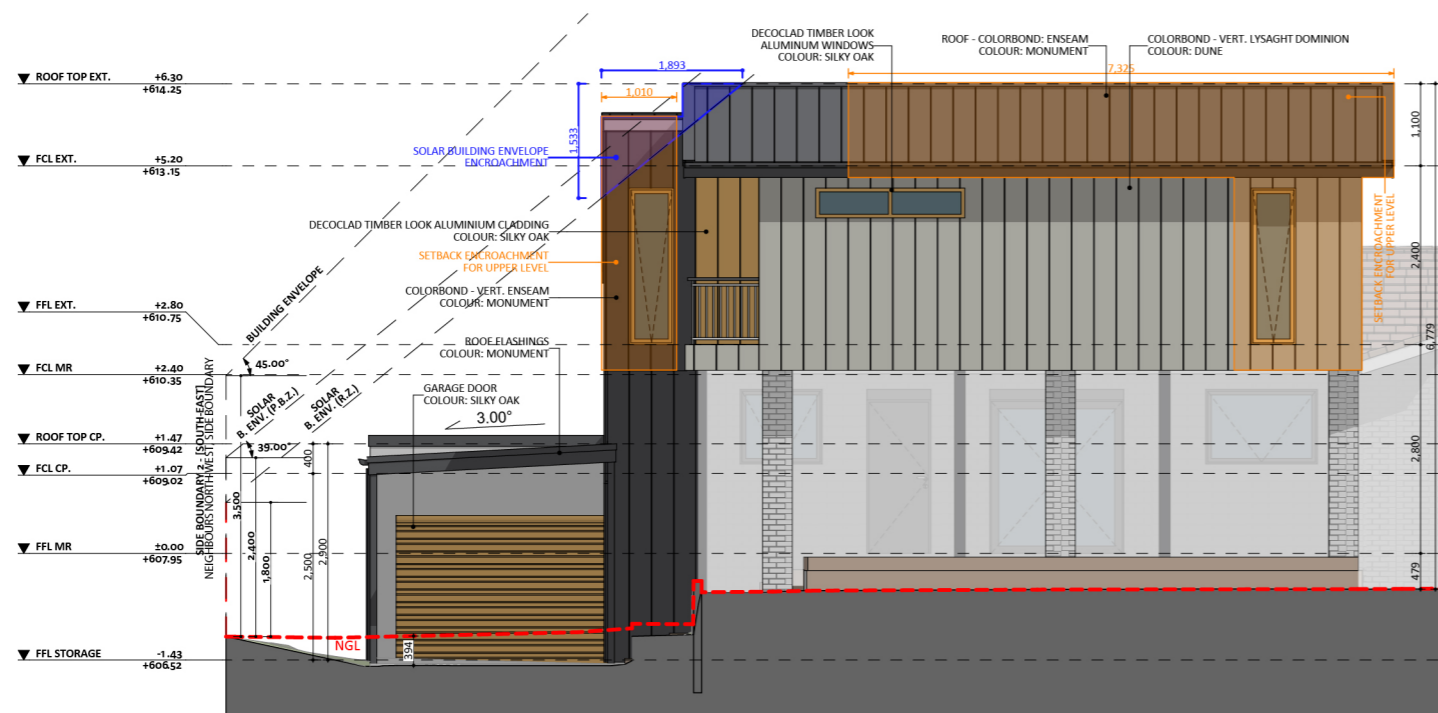 DECOCLAD TIMBER LOOK
ALUMINUM WINDOWS
COLOUR: SILKY OAK
ROOF - COLORBOND: ENSEAM
COLOUR: MONUMENT
COLORBOND - VERT. LYSAGHT DOMINION
COLOUR: DUNE
ROOF TOP EXT. +6.30
+614.25
1,893
7,325
1,010
1,533
1,100
SOLAR BUILDING ENVELOPE
ENCROACHMENT
FCL EXT. +5.20
+613.15
DECOCLAD TIMBER LOOK ALUMINIUM CLADDING
COLOUR: SILKY OAK
SETBACK ENCROACHMENT
FOR UPPER LEVEL
COLORBOND - VERT. ENSEAM
COLOUR: MONUMENT
SETBACK ENCROACHMENT
FOR UPPER LEVEL
2,400
6,779
FFL EXT. +2.80
+610.75
BUILDING ENVELOPE
45.00°
ROOF FLASHINGS
COLOUR: MONUMENT
FCL MR +2.40
+610.35
GARAGE DOOR
COLOUR: SILKY OAK
3.00°
SOLAR
B. ENV. (P.B.Z.)
SOLAR
B. ENV. (R.Z.)
39.00°
ROOF TOP CP. +1.47
+609.42
400
2,800
FCL CP. +1.07
+609.02
SIDE BOUNDARY 2 - [SOUTH-EAST]
NEIGHBOURS NORTH-WEST, SIDE BOUNDARY
3,500
2,400
1,800
2,500
2,900
FFL MR ±0.00
+607.95
479
NGL
394
FFL STORAGE -1.43
+606.52